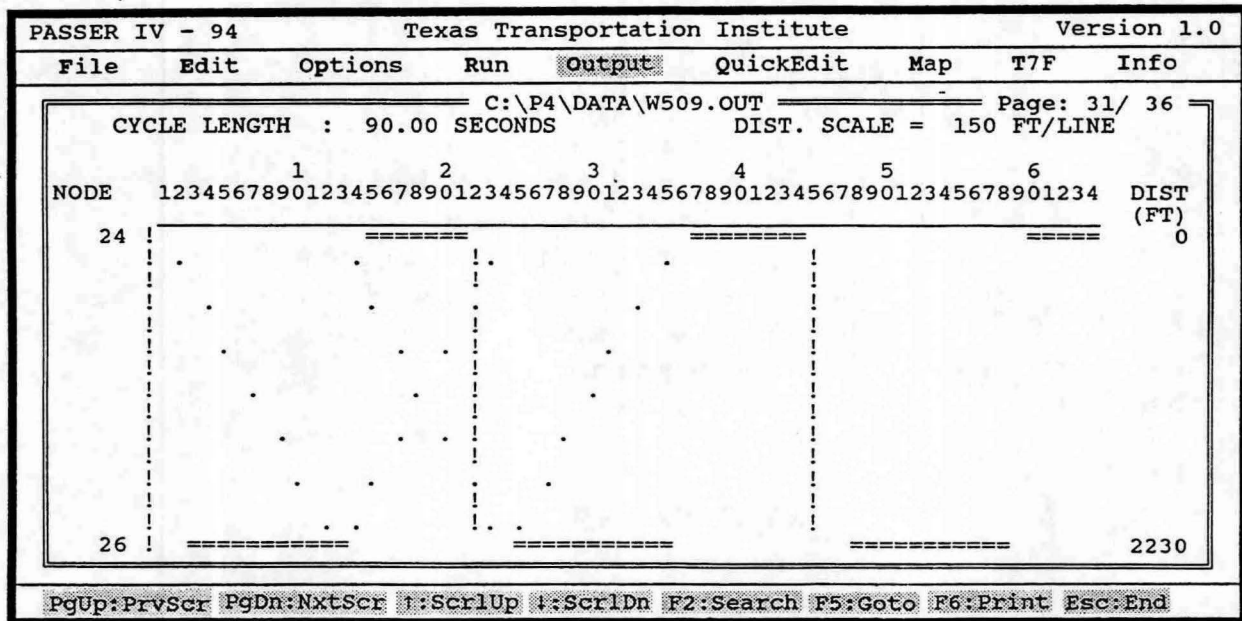 PASSER IV - 94 Texas Transportation Institute Version 1.0
File Edit Options Run Output QuickEdit Map T7F Info
C:\P4\DATA\W509.OUT Page: 31/ 36
CYCLE LENGTH : 90.00 SECONDS DIST. SCALE = 150 FT/LINE
1 2 3 4 5 6
NODE 1234567890123456789012345678901234567890123456789012345678901234 DIST
(FT)
24 0
26 2230
PgUp:PrvScr PgDn:NxtScr ↑:ScrlUp ↓:ScrlDn F2:Search F5:Goto F6:Print Esc:End